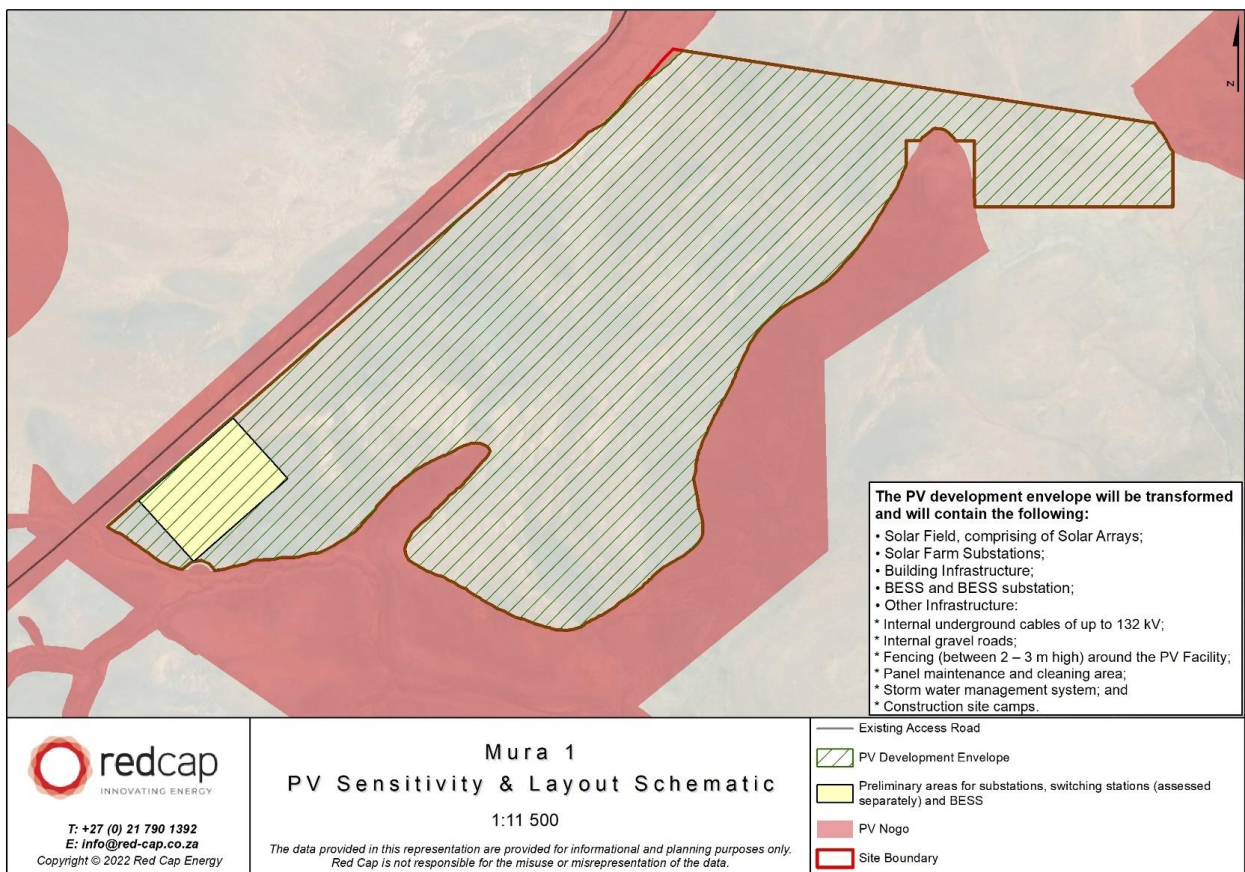 N
The PV development envelope will be transformed
and will contain the following:
• Solar Field, comprising of Solar Arrays;
• Solar Farm Substations;
• Building Infrastructure;
• BESS and BESS substation;
• Other Infrastructure:
* Internal underground cables of up to 132 kV;
* Internal gravel roads;
* Fencing (between 2 – 3 m high) around the PV Facility;
* Panel maintenance and cleaning area;
* Storm water management system; and
* Construction site camps.
redcap
INNOVATING ENERGY
T: +27 (0) 21 790 1392
E: info@red-cap.co.za
Copyright © 2022 Red Cap Energy
Mura 1
PV Sensitivity & Layout Schematic
1:11 500
The data provided in this representation are provided for informational and planning purposes only.
Red Cap is not responsible for the misuse or misrepresentation of the data.
Existing Access Road
PV Development Envelope
Preliminary areas for substations, switching stations (assessed
separately) and BESS
PV Nogo
Site Boundary